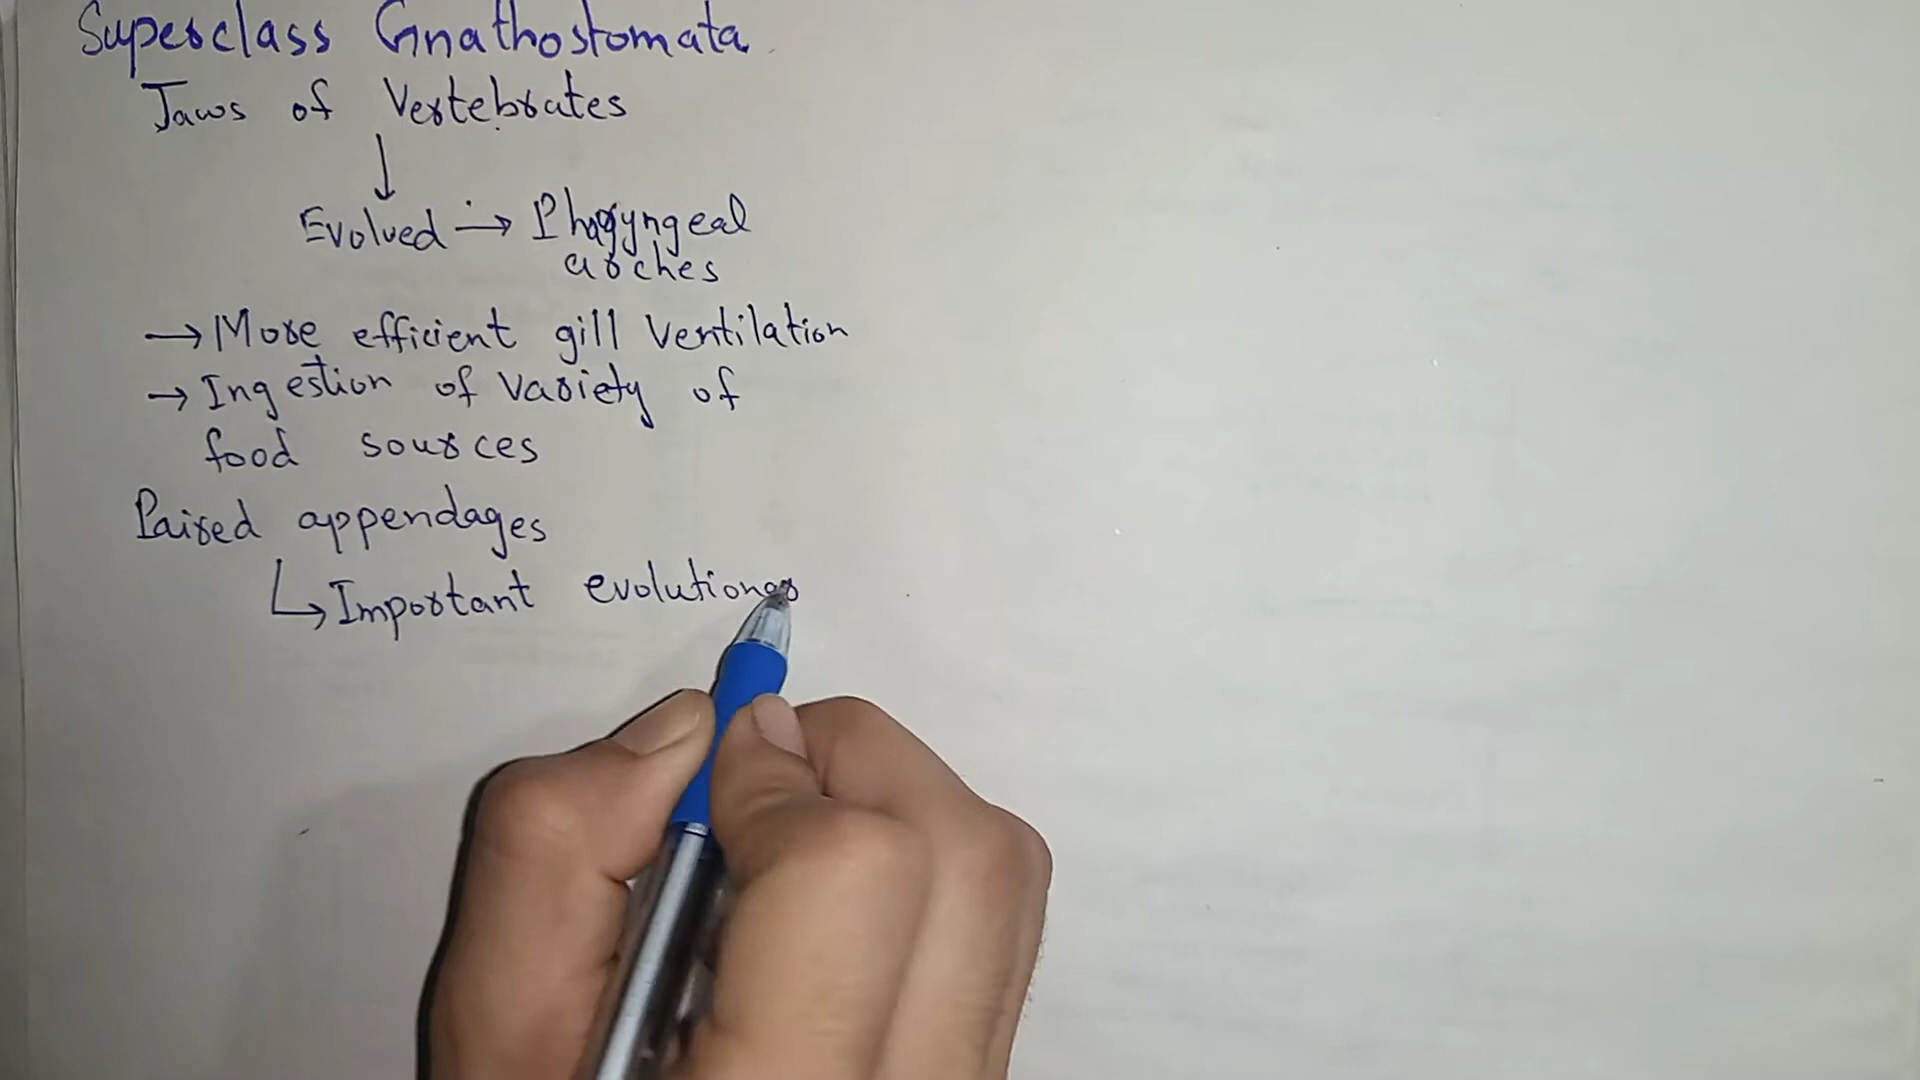 Superclass Gnathostomata
Jaws of Vertebrates
↓
Evolved → Pharyngeal
arches
→ More efficient gill ventilation
→ Ingestion of variety of
food sources
Paired appendages
↳ Important evolutionar